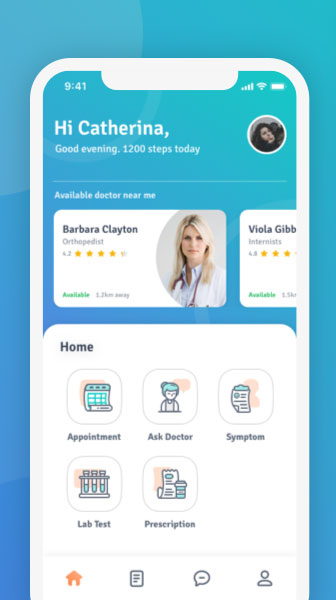 9:41
Hi Catherina,
Good evening. 1200 steps today
Available doctor near me
Barbara Clayton
Orthopedist
4.2
Available 1.2km away
Viola Gibb
Internists
4.8
Available 1.5k
Home
Appointment
Ask Doctor
Symptom
Lab Test
Prescription